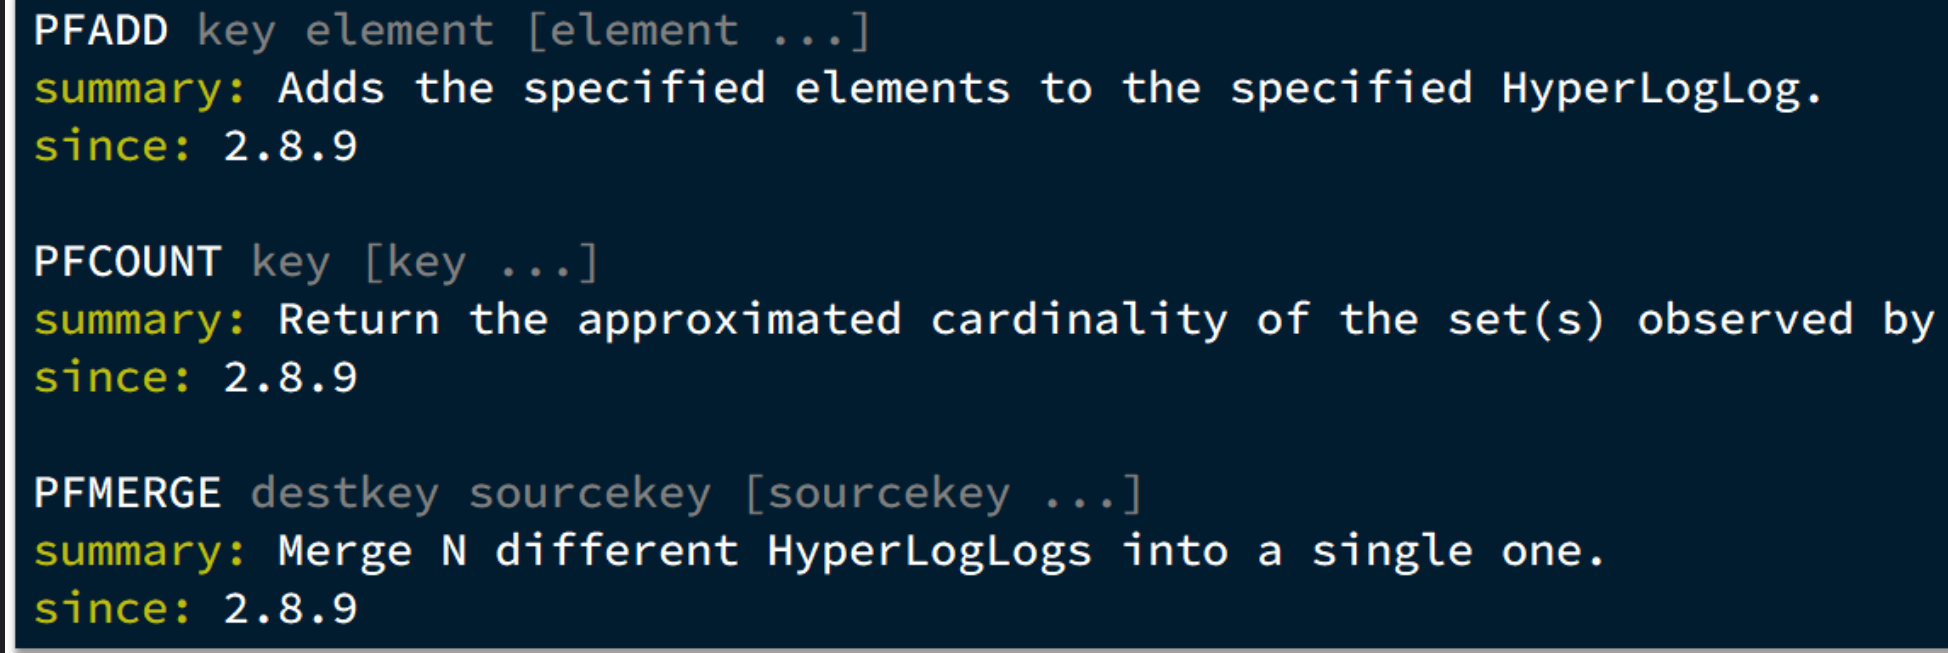 PFADD key element [element ...]
summary: Adds the specified elements to the specified HyperLogLog.
since: 2.8.9
PFCOUNT key [key ...]
summary: Return the approximated cardinality of the set(s) observed by
since: 2.8.9
PFMERGE destkey sourcekey [sourcekey ...]
summary: Merge N different HyperLogLogs into a single one.
since: 2.8.9